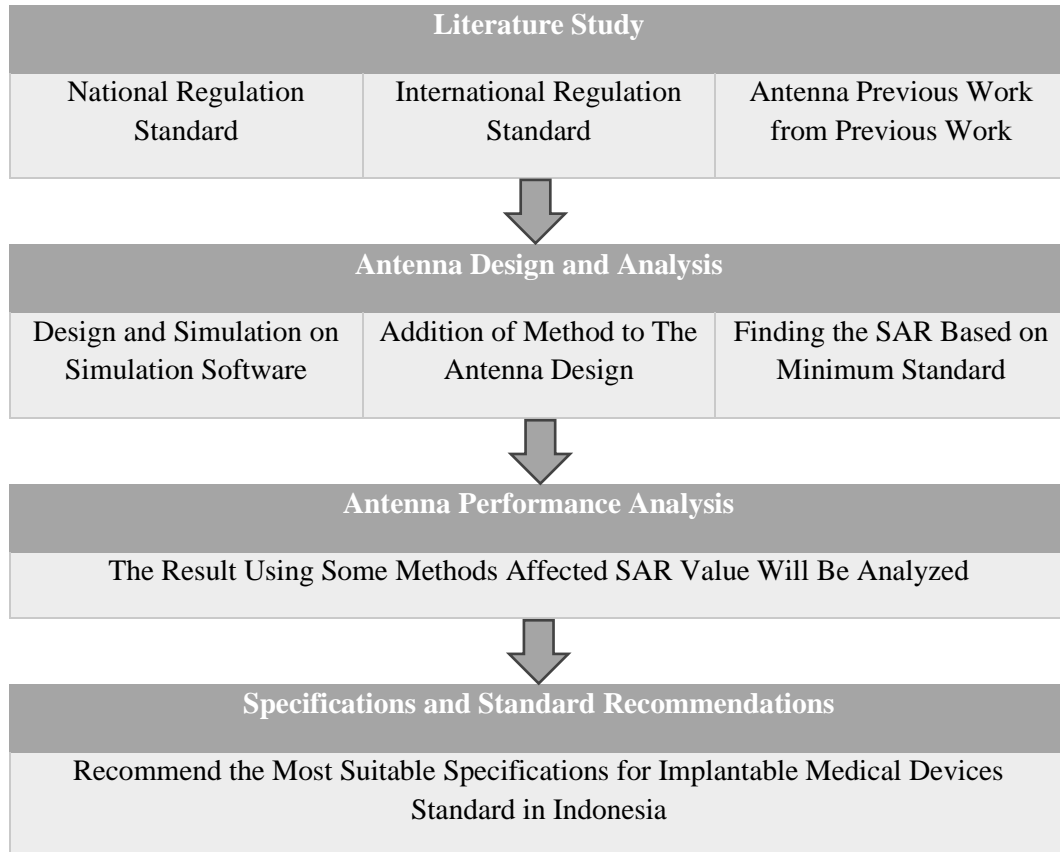 Literature Study
National Regulation
Standard
International Regulation
Standard
Antenna Previous Work
from Previous Work
Antenna Design and Analysis
Design and Simulation on
Simulation Software
Addition of Method to The
Antenna Design
Finding the SAR Based on
Minimum Standard
Antenna Performance Analysis
The Result Using Some Methods Affected SAR Value Will Be Analyzed
Specifications and Standard Recommendations
Recommend the Most Suitable Specifications for Implantable Medical Devices
Standard in Indonesia